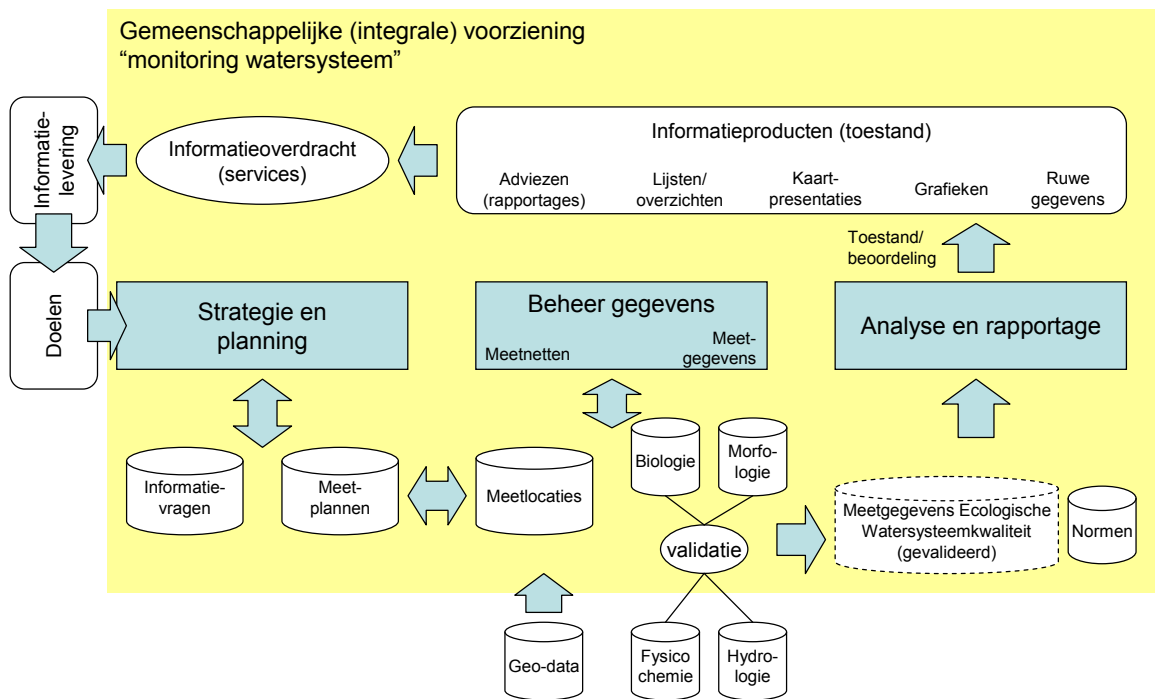 Gemeenschappelijke (integrale) voorziening
“monitoring watersysteem”
Informatie-
levering
Informatieoverdracht
(services)
Informatieproducten (toestand)
Adviezen
(rapportages)
Lijsten/
overzichten
Kaart-
presentaties
Grafieken
Ruwe
gegevens
Toestand/
beoordeling
Doelen
Strategie en
planning
Beheer gegevens
Meetnetten
Meet-
gegevens
Analyse en rapportage
Informatie-
vragen
Meet-
plannen
Meetlocaties
Biologie
Morfo-
logie
validatie
Meetgegevens Ecologische
Watersysteemkwaliteit
(gevalideerd)
Normen
Geo-data
Fysico
chemie
Hydro-
logie